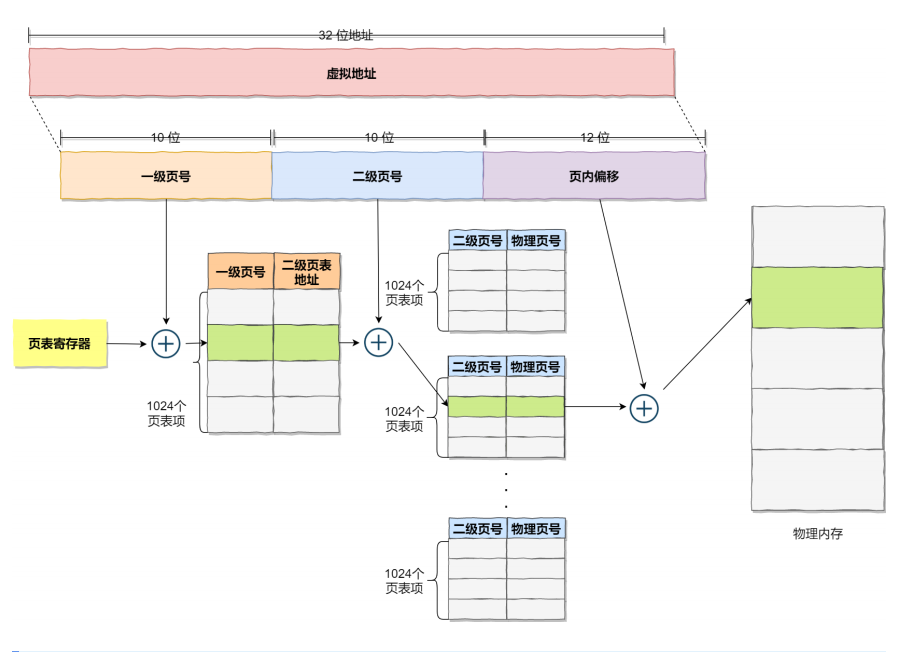 32 位地址
虚拟地址
10 位
10 位
12 位
一级页号
二级页号
页内偏移
二级页号
物理页号
一级页号
二级页表
地址
1024个
页表项
页表寄存器
二级页号
物理页号
1024个
页表项
1024个
页表项
.
.
.
二级页号
物理页号
物理内存
1024个
页表项